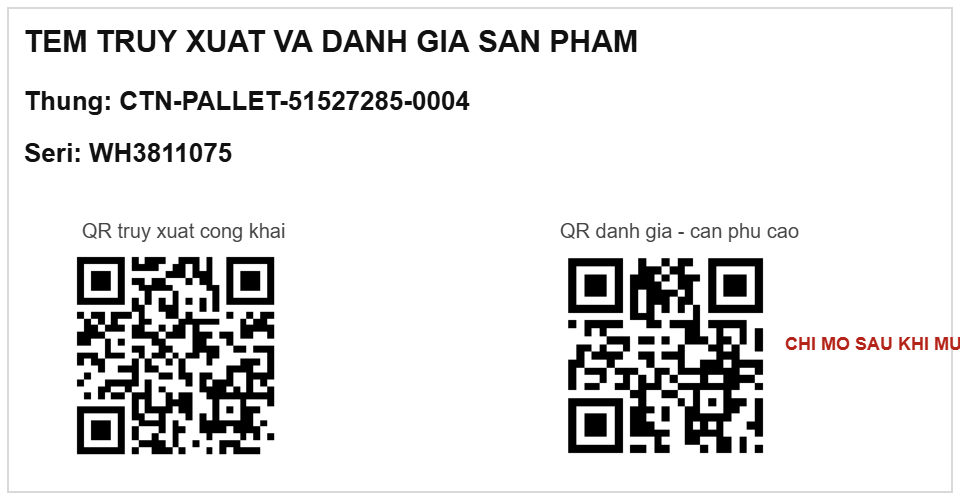 TEM TRUY XUAT VA DANH GIA SAN PHAM
Thung: CTN-PALLET-51527285-0004
Seri: WH3811075
QR truy xuat cong khai
QR danh gia - can phu cao
CHI MO SAU KHI MU